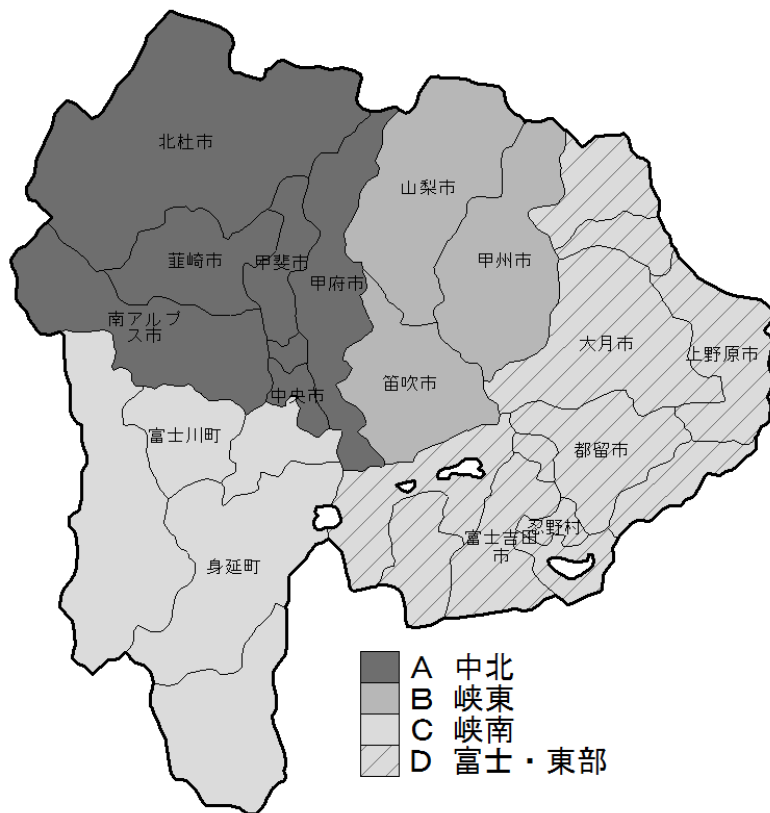 北杜市
山梨市
韮崎市
甲斐市
甲府市
甲州市
南アルプ
ス市
大月市
上野原市
中央市
笛吹市
富士川町
都留市
忍野村
富士吉田
市
身延町
A 中北
B 峡東
C 峡南
D 富士・東部